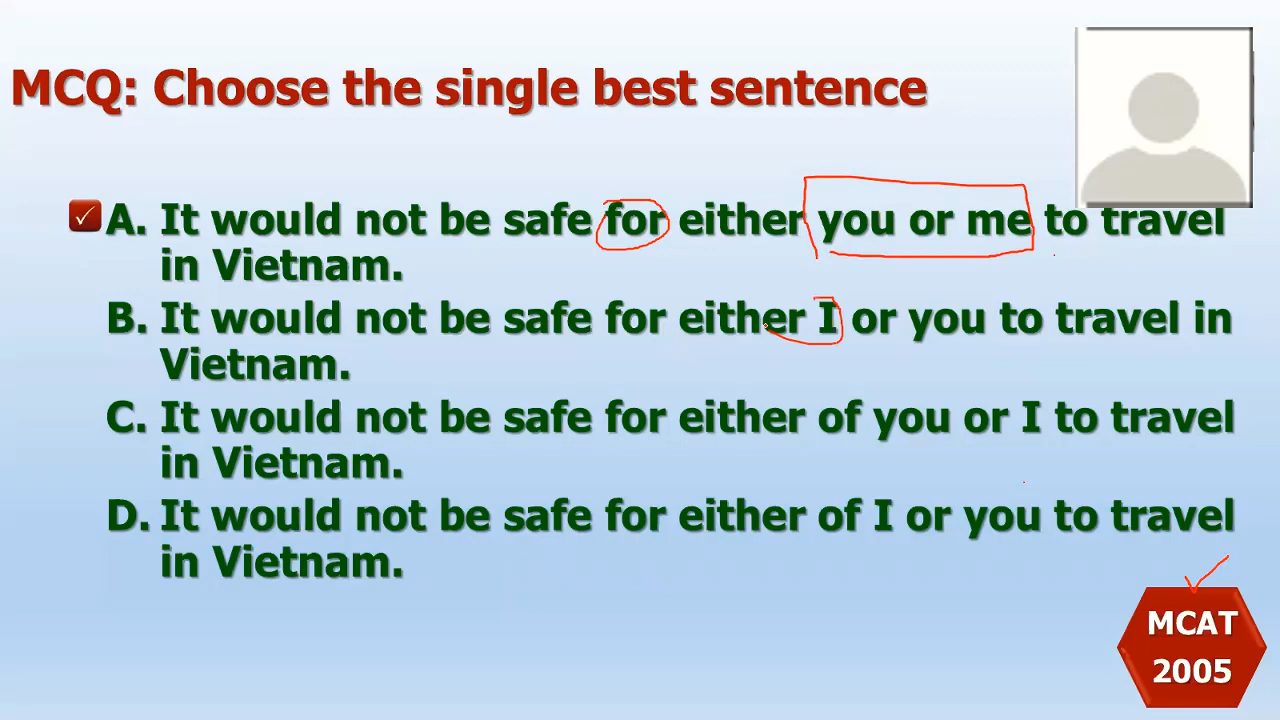 MCQ: Choose the single best sentence
A. It would not be safe for either you or me to travel
in Vietnam.
B. It would not be safe for either I or you to travel in
Vietnam.
C. It would not be safe for either of you or I to travel
in Vietnam.
D. It would not be safe for either of I or you to travel
in Vietnam.
MCAT
2005